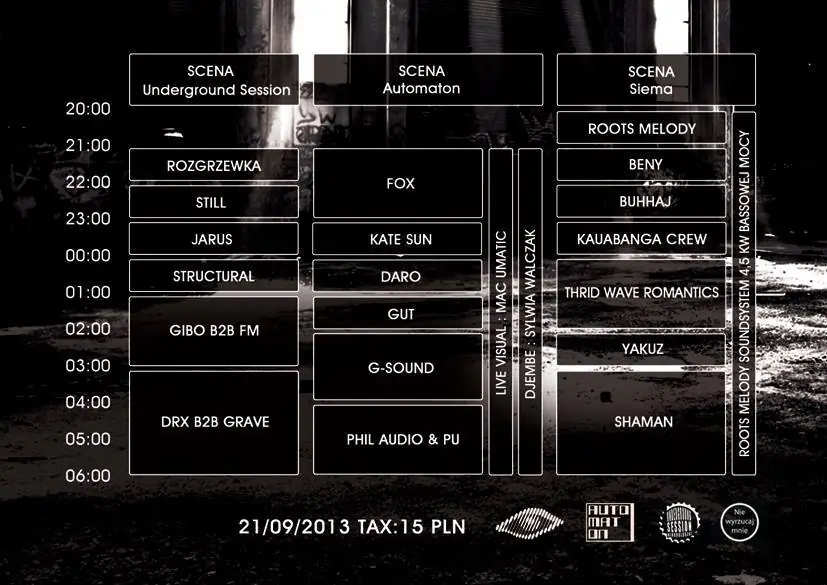 SCENA
Underground Session
SCENA
Automaton
SCENA
Siema
20:00
21:00
22:00
23:00
00:00
01:00
02:00
03:00
04:00
05:00
06:00
ROZGRZEWKA
STILL
JARUS
STRUCTURAL
GIBO B2B FM
DRX B2B GRAVE
FOX
KATE SUN
DARO
GUT
G-SOUND
PHIL AUDIO & PU
LIVE VISUAL : MAC UMATIC
DJEMBE : SYLWIA WALCZAK
ROOTS MELODY
BENY
BUHHAJ
KAUABANGA CREW
THRID WAVE ROMANTICS
YAKUZ
SHAMAN
ROOTS MELODY SOUNDSYSTEM 4,5 KW BASSOWEJ MOCY
21/09/2013 TAX:15 PLN
AUTO
MAT
ON
UNDERGROUND
SESSION
Nie
wyrzucaj
mnie